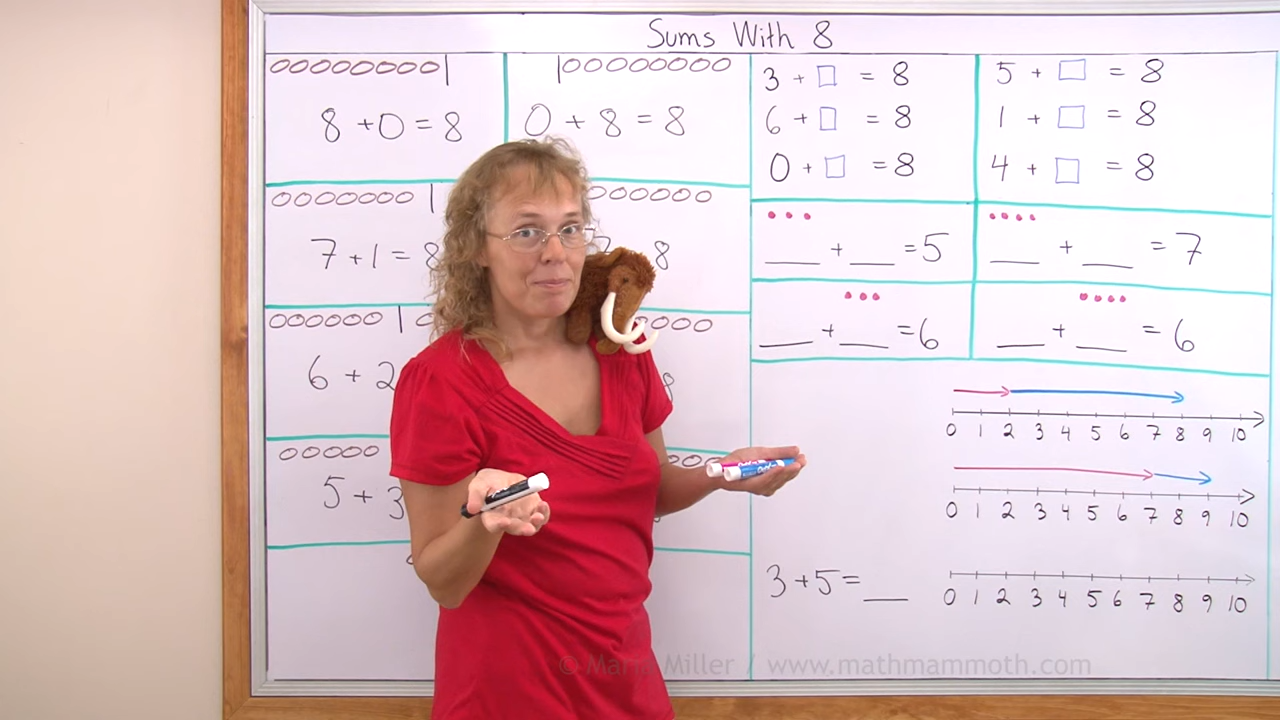 Sums With 8
8 + 0 = 8
0 + 8 = 8
7 + 1 = 8
8
6 + 2
5 + 3
3 + □ = 8
6 + □ = 8
0 + □ = 8
5 + □ = 8
1 + □ = 8
4 + □ = 8
___ + ___ = 5
___ + ___ = 7
___ + ___ = 6
___ + ___ = 6
0 1 2 3 4 5 6 7 8 9 10
0 1 2 3 4 5 6 7 8 9 10
3 + 5 = ___
0 1 2 3 4 5 6 7 8 9 10
© Maria Miller / www.mathmammoth.com